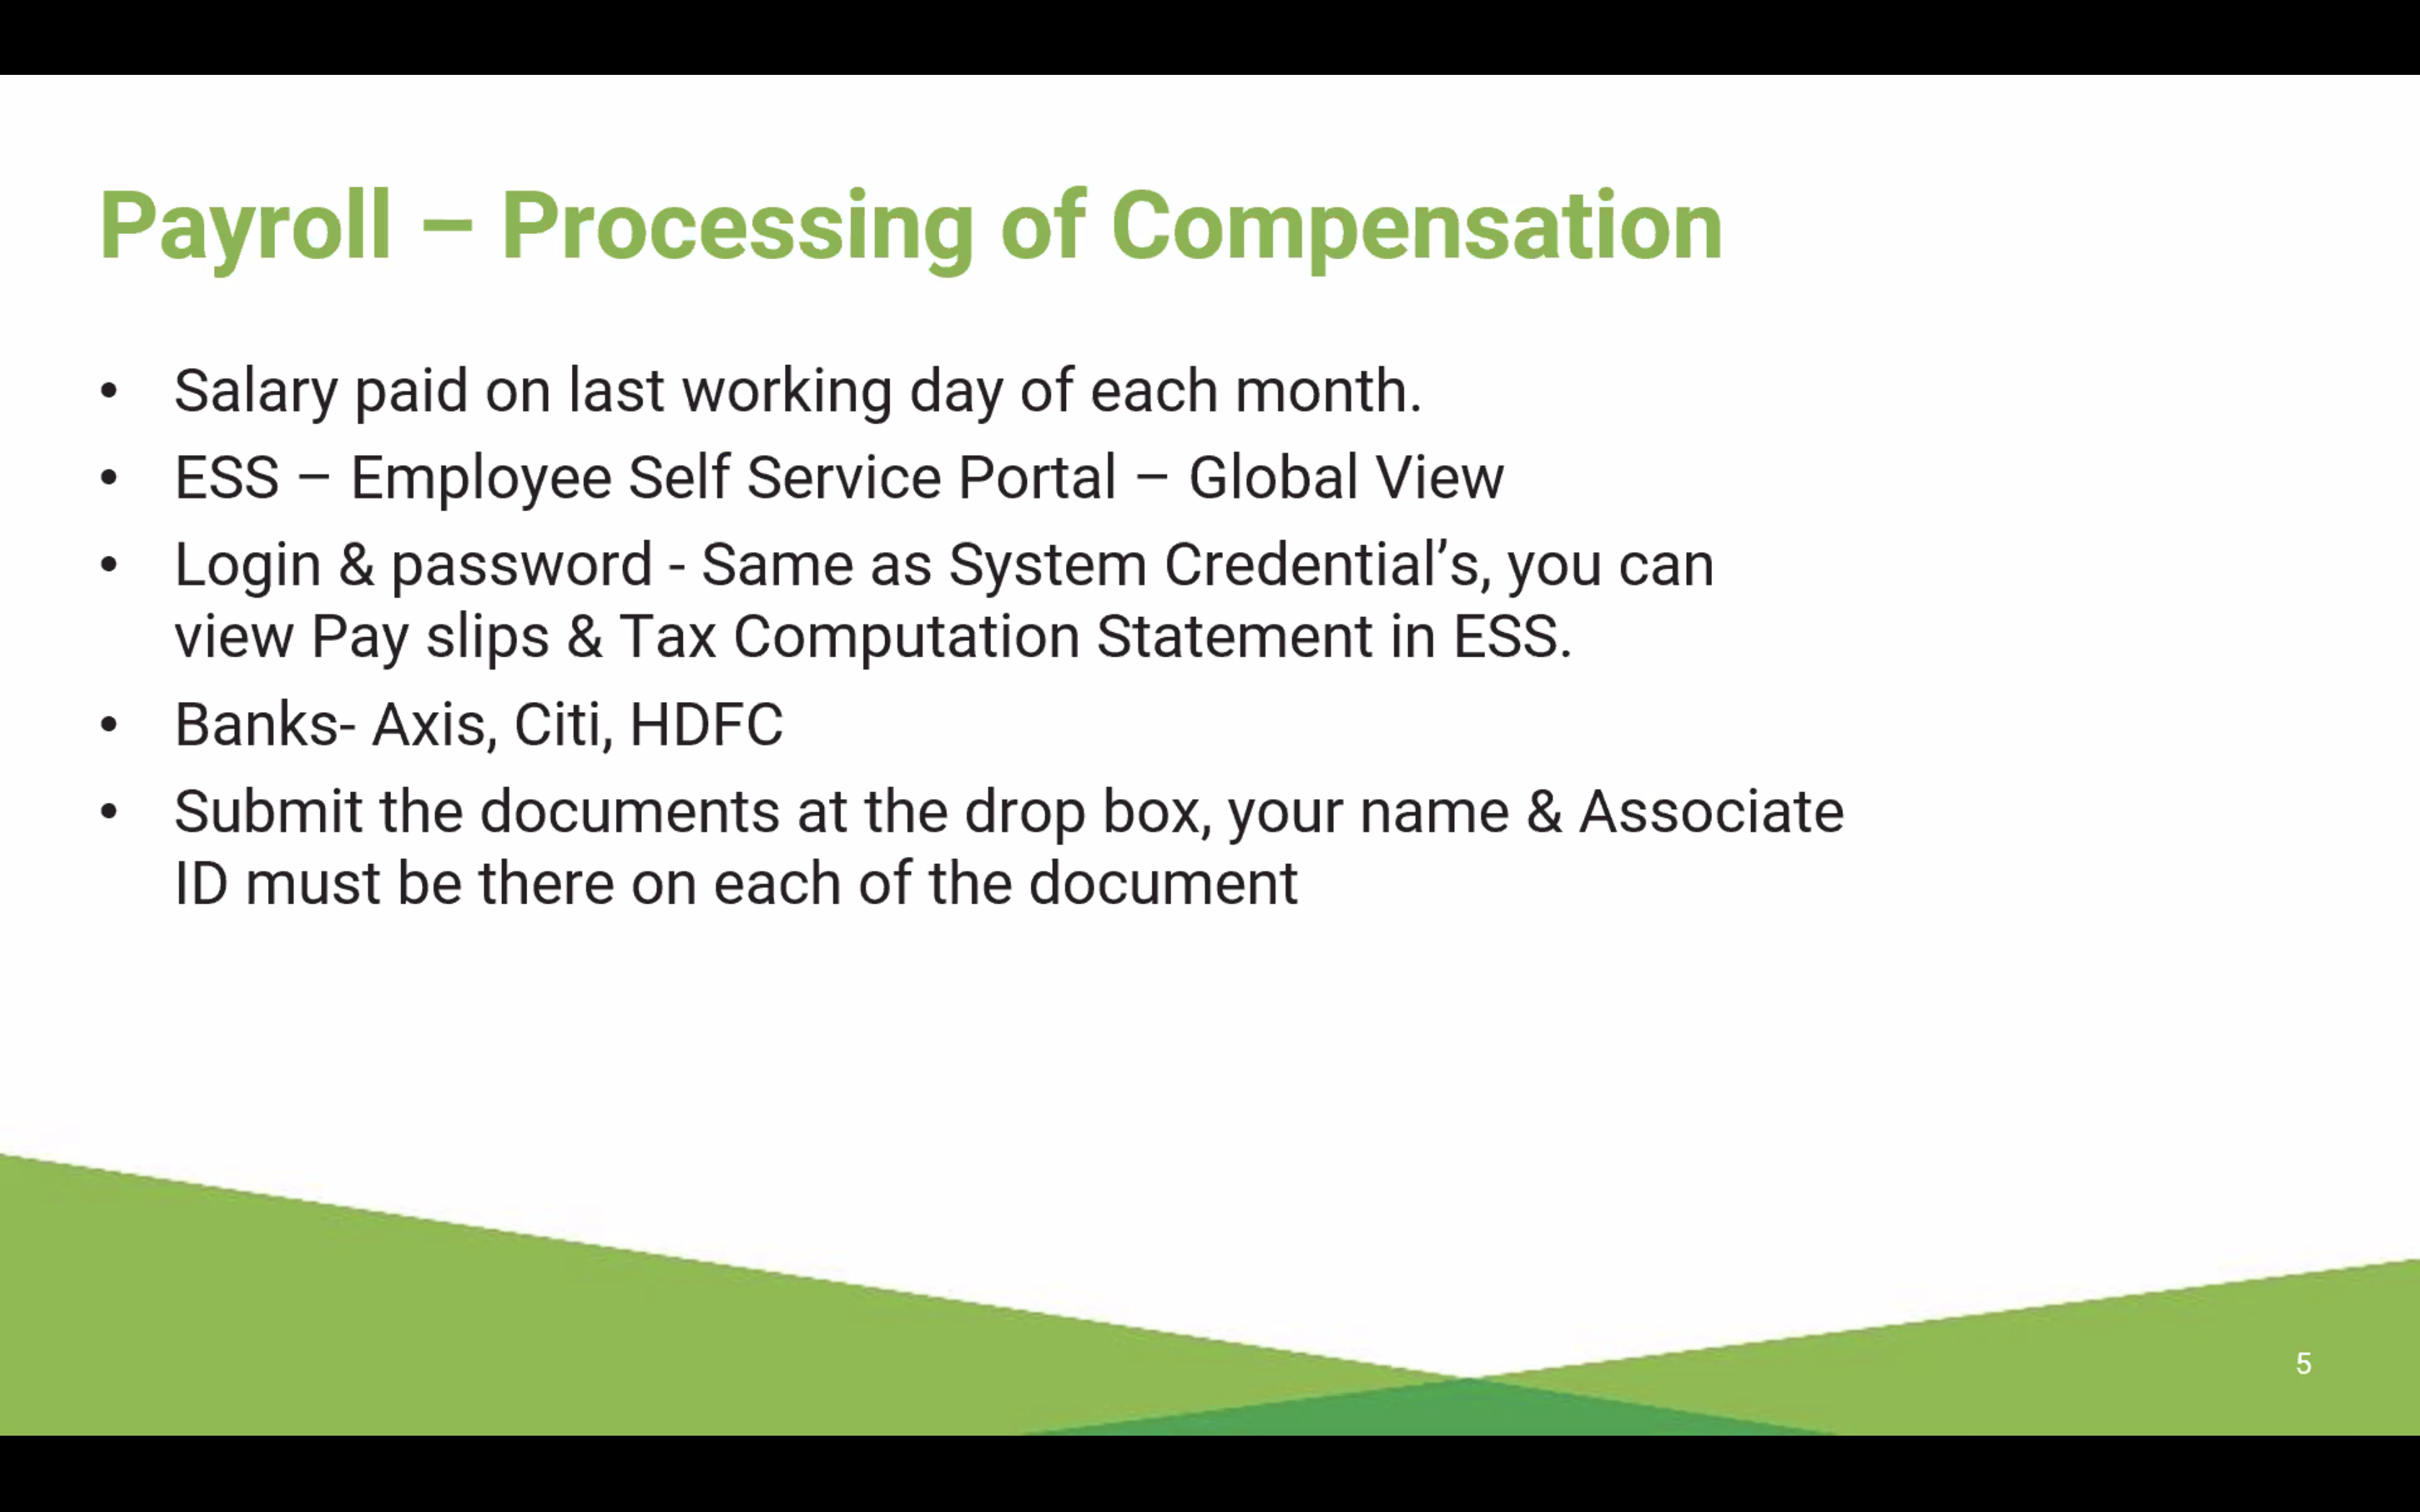 Payroll – Processing of Compensation
• Salary paid on last working day of each month.
• ESS – Employee Self Service Portal – Global View
• Login & password - Same as System Credential’s, you can
view Pay slips & Tax Computation Statement in ESS.
• Banks- Axis, Citi, HDFC
• Submit the documents at the drop box, your name & Associate
ID must be there on each of the document
5